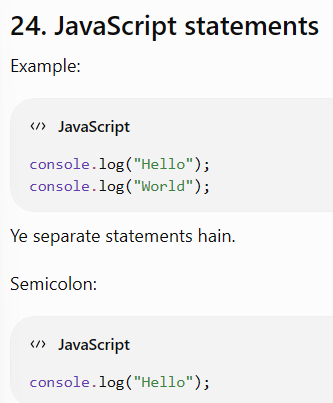 24. JavaScript statements
Example:
</> JavaScript
console.log("Hello");
console.log("World");
Ye separate statements hain.
Semicolon:
</> JavaScript
console.log("Hello");